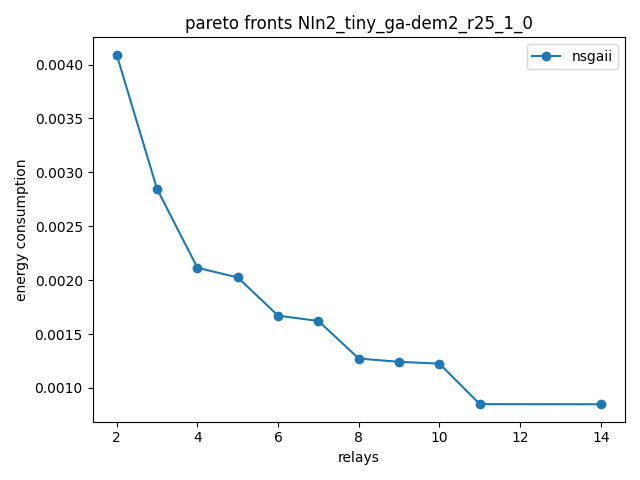 pareto fronts NIn2_tiny_ga-dem2_r25_1_0
nsgaii
energy consumption
0.0040
0.0035
0.0030
0.0025
0.0020
0.0015
0.0010
2 4 6 8 10 12 14
relays